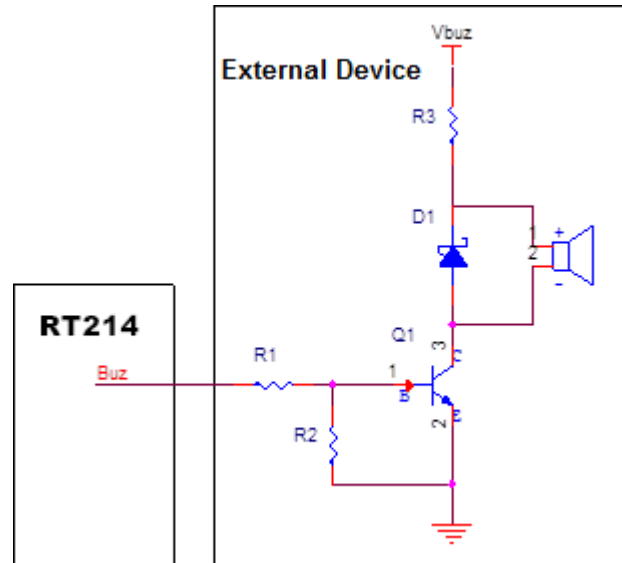 Vbuz
External Device
R3
D1
1
+
2
-
RT214
Q1
3
C
Buz
R1
1
B
R2
2
E